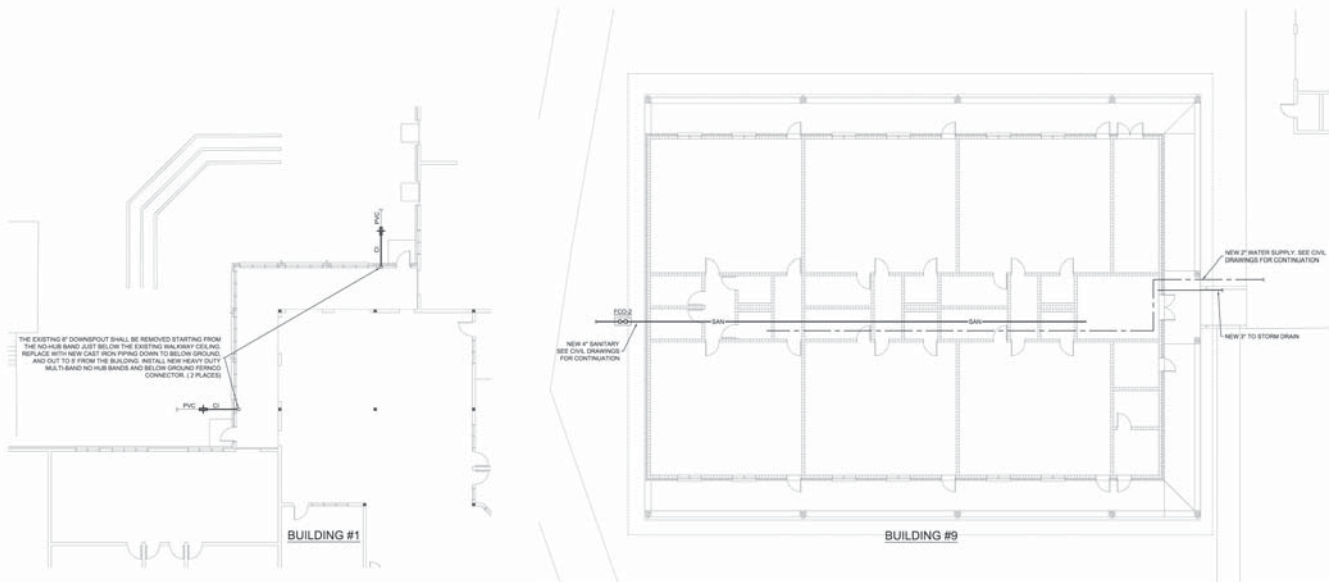 PVC
CI
THE EXISTING 8" DOWNSPOUT SHALL BE REMOVED STARTING FROM
THE NO-HUB BAND JUST BELOW THE EXISTING WALKWAY CEILING.
REPLACE WITH NEW CAST IRON PIPING DOWN TO BELOW GROUND,
AND OUT TO 5' FROM THE BUILDING. INSTALL NEW HEAVY DUTY
MULTI-BAND NO HUB BANDS AND BELOW GROUND FERNCO
CONNECTOR. ( 2 PLACES)
PVC
CI
BUILDING #1
FCO-2
SAN
SAN
NEW 4" SANITARY
SEE CIVIL DRAWINGS
FOR CONTINUATION
NEW 2" WATER SUPPLY. SEE CIVIL
DRAWINGS FOR CONTINUATION
NEW 3" TO STORM DRAIN
BUILDING #9